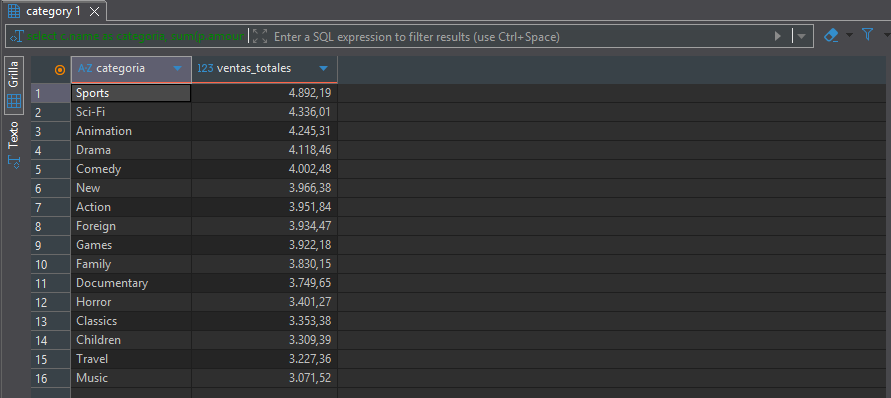 category 1
select c.name as categoria, sum(p.amoun
Enter a SQL expression to filter results (use Ctrl+Space)
Grilla
Texto
A-Z categoria 123 ventas_totales
1 Sports 4.892,19
2 Sci-Fi 4.336,01
3 Animation 4.245,31
4 Drama 4.118,46
5 Comedy 4.002,48
6 New 3.966,38
7 Action 3.951,84
8 Foreign 3.934,47
9 Games 3.922,18
10 Family 3.830,15
11 Documentary 3.749,65
12 Horror 3.401,27
13 Classics 3.353,38
14 Children 3.309,39
15 Travel 3.227,36
16 Music 3.071,52